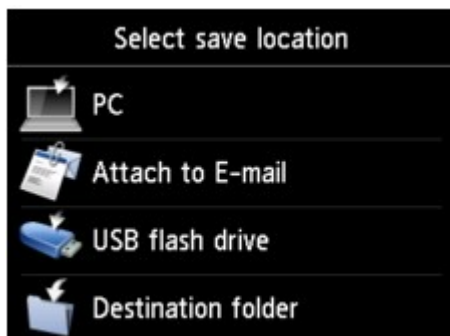 Select save location
PC
Attach to E-mail
USB flash drive
Destination folder